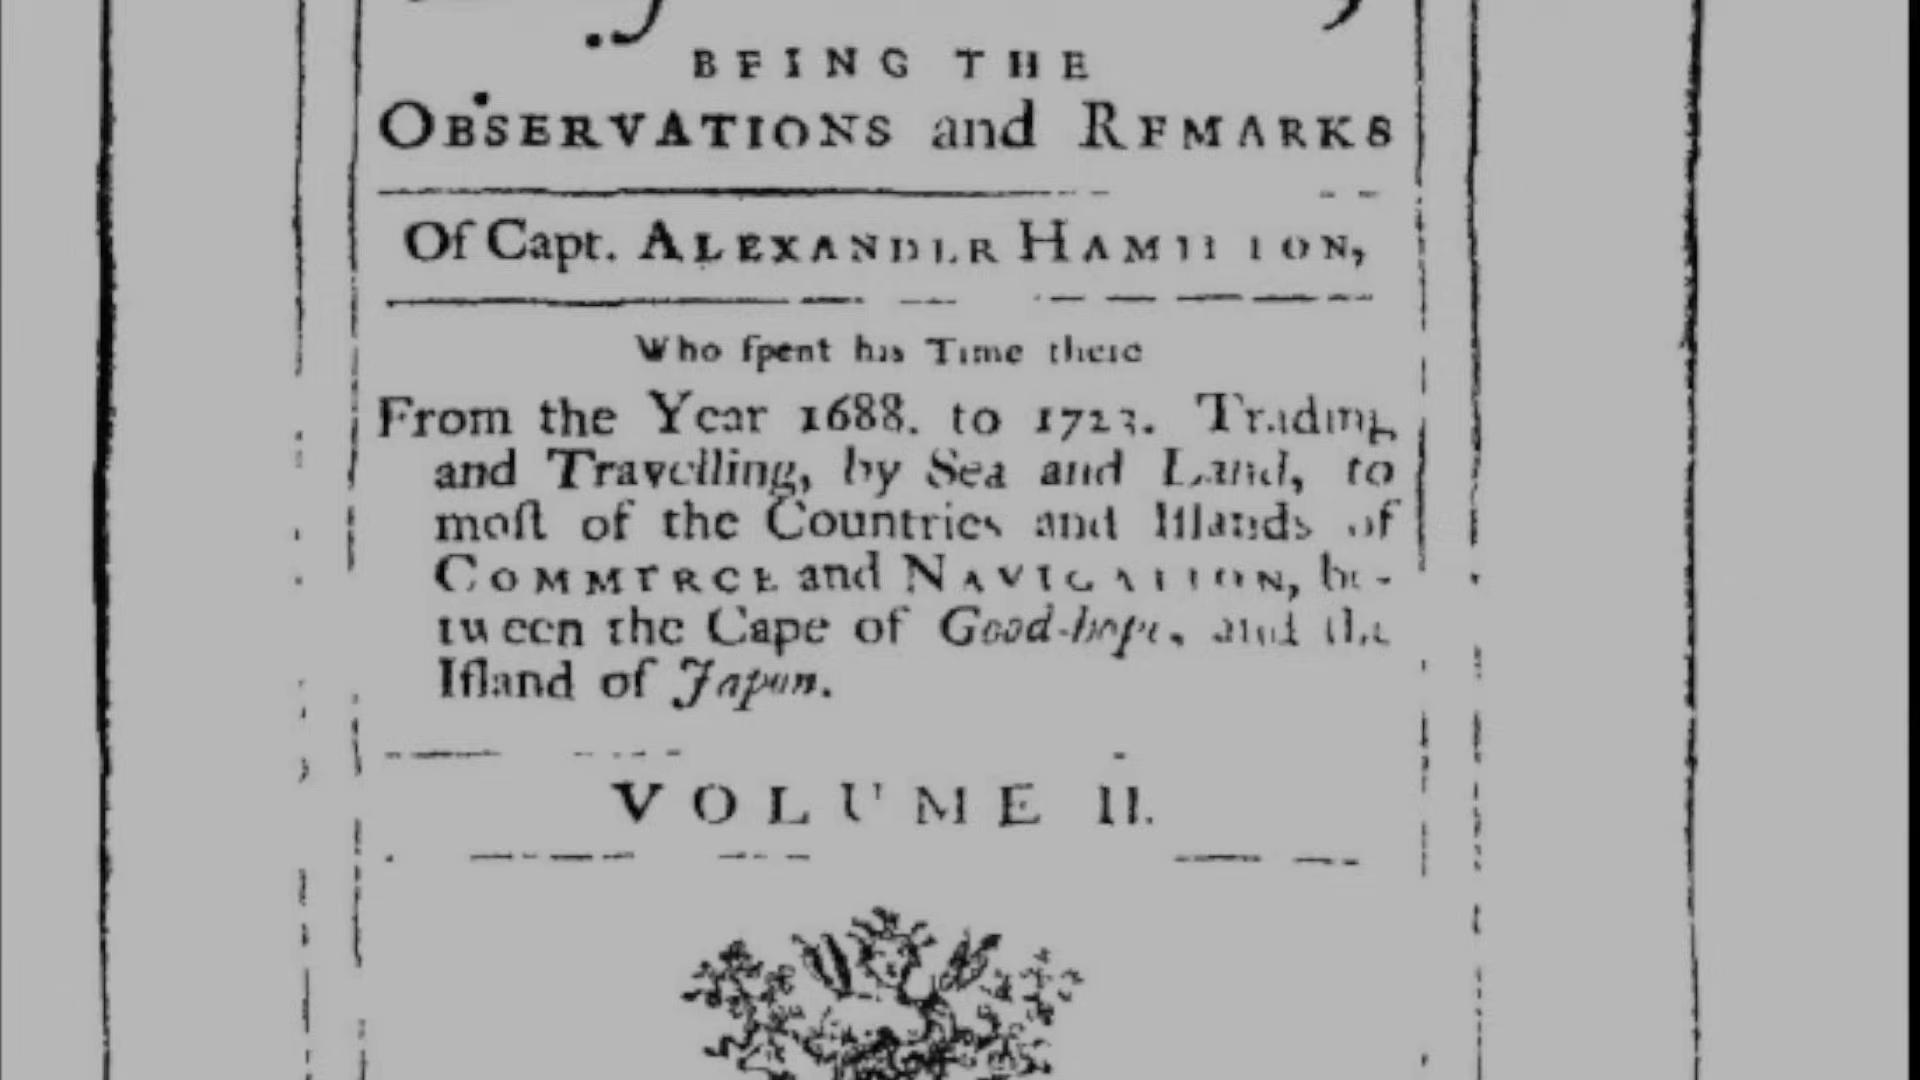 BEING THE
OBSERVATIONS and REMARKS
Of Capt. ALEXANDER HAMILTON,
Who ſpent his Time there
From the Year 1688. to 1723. Trading
and Travelling, by Sea and Land, to
moſt of the Countries and Iſlands of
COMMERCE and NAVIGATION, be-
tween the Cape of Good-hope, and the
Iſland of Japon.
VOLUME II.